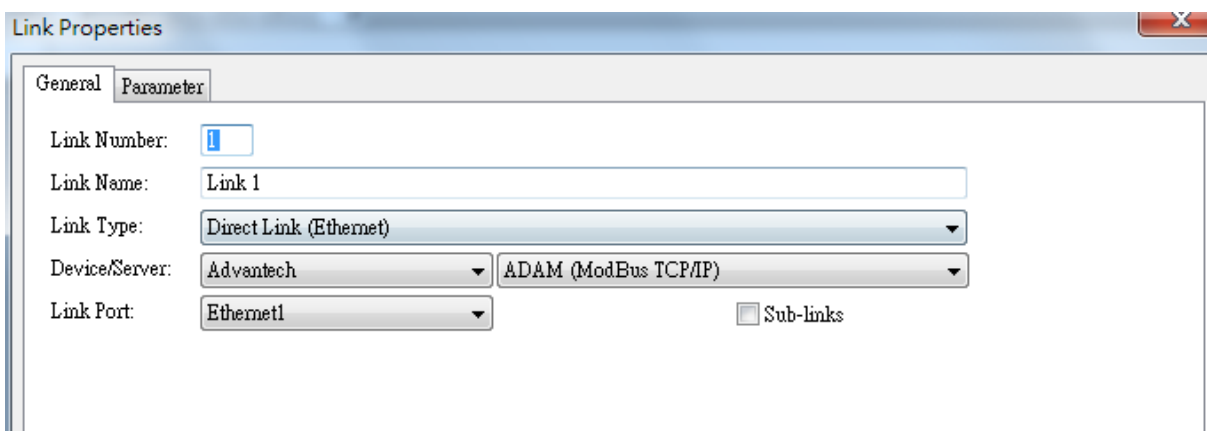 Link Properties
General Parameter
Link Number: 1
Link Name: Link 1
Link Type: Direct Link (Ethernet)
Device/Server: Advantech ADAM (ModBus TCP/IP)
Link Port: Ethernet1 Sub-links